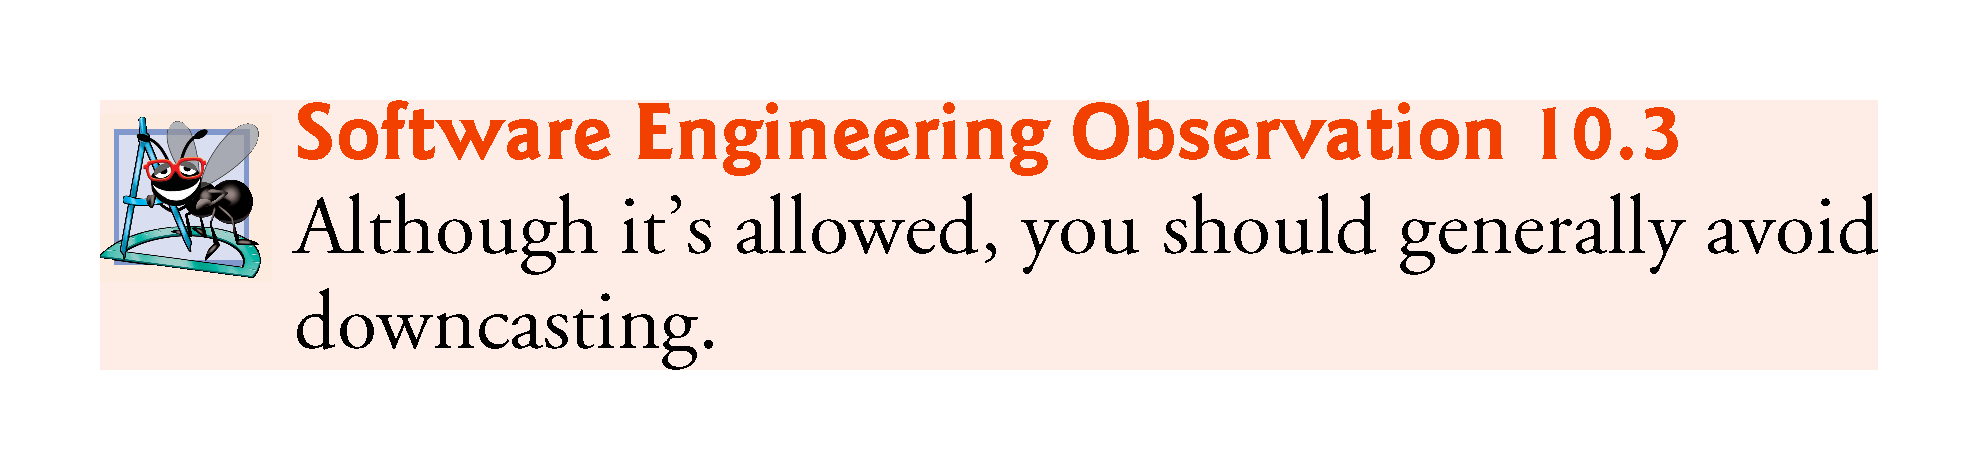 Software Engineering Observation 10.3
Although it’s allowed, you should generally avoid
downcasting.